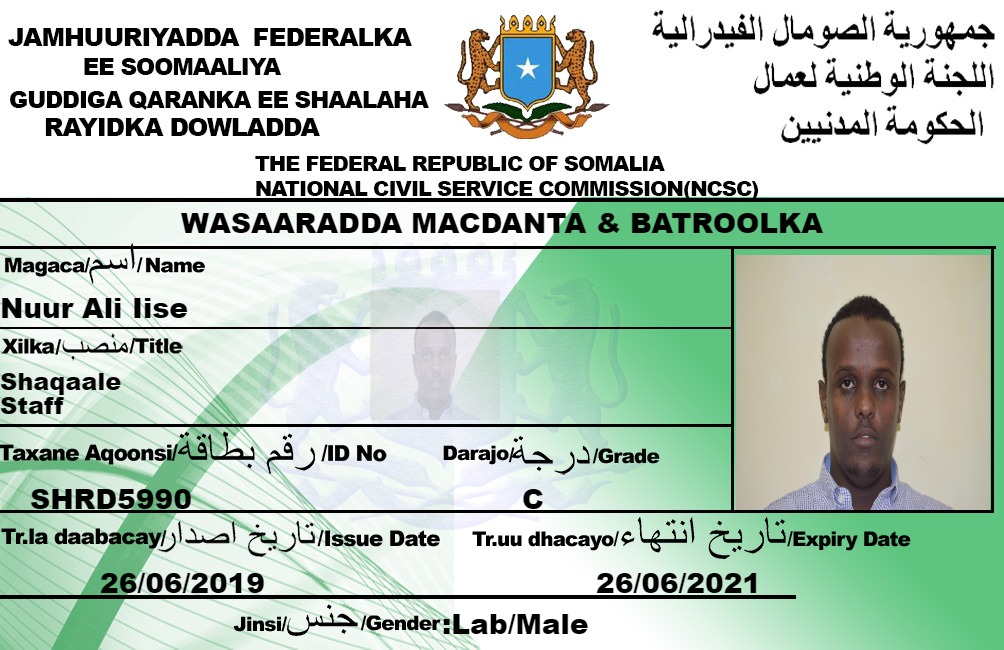 JAMHUURIYADDA FEDERALKA
EE SOOMAALIYA
GUDDIGA QARANKA EE SHAALAHA
RAYIDKA DOWLADDA
جمهورية الصومال الفيدرالية
اللجنة الوطنية لعمال
الحكومة المدنيين
THE FEDERAL REPUBLIC OF SOMALIA
NATIONAL CIVIL SERVICE COMMISSION(NCSC)
WASAARADDA MACDANTA & BATROOLKA
Magaca/اسم/Name
Nuur Ali Iise
Xilka/منصب/Title
Shaqaale
Staff
Taxane Aqoonsi/رقم بطاقة/ID No Darajo/درجة/Grade
SHRD5990 C
Tr.la daabacay/تاريخ اصدار/Issue Date Tr.uu dhacayo/تاريخ انتهاء/Expiry Date
26/06/2019 26/06/2021
Jinsi/جنس/Gender:Lab/Male